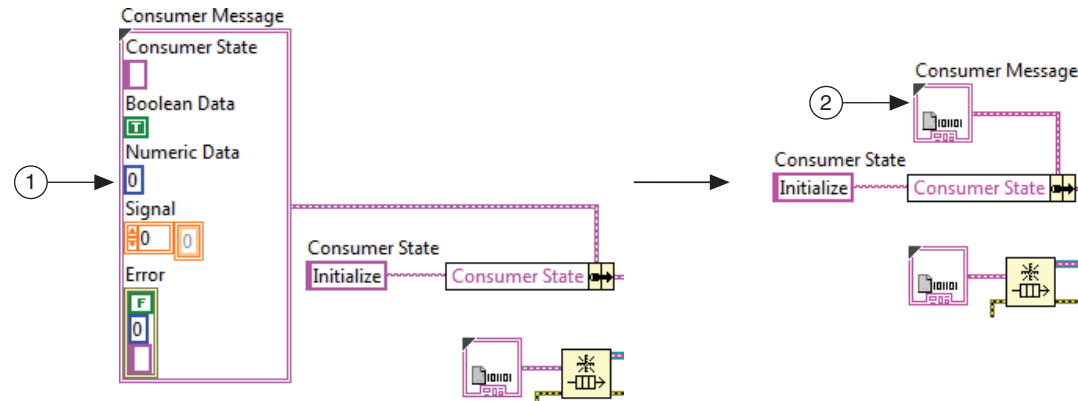 Consumer Message
Consumer State
Boolean Data
T
Numeric Data
1
0
Signal
0 0
Error
F
0
Consumer State
Initialize Consumer State
Consumer Message
2
Consumer State
Initialize Consumer State